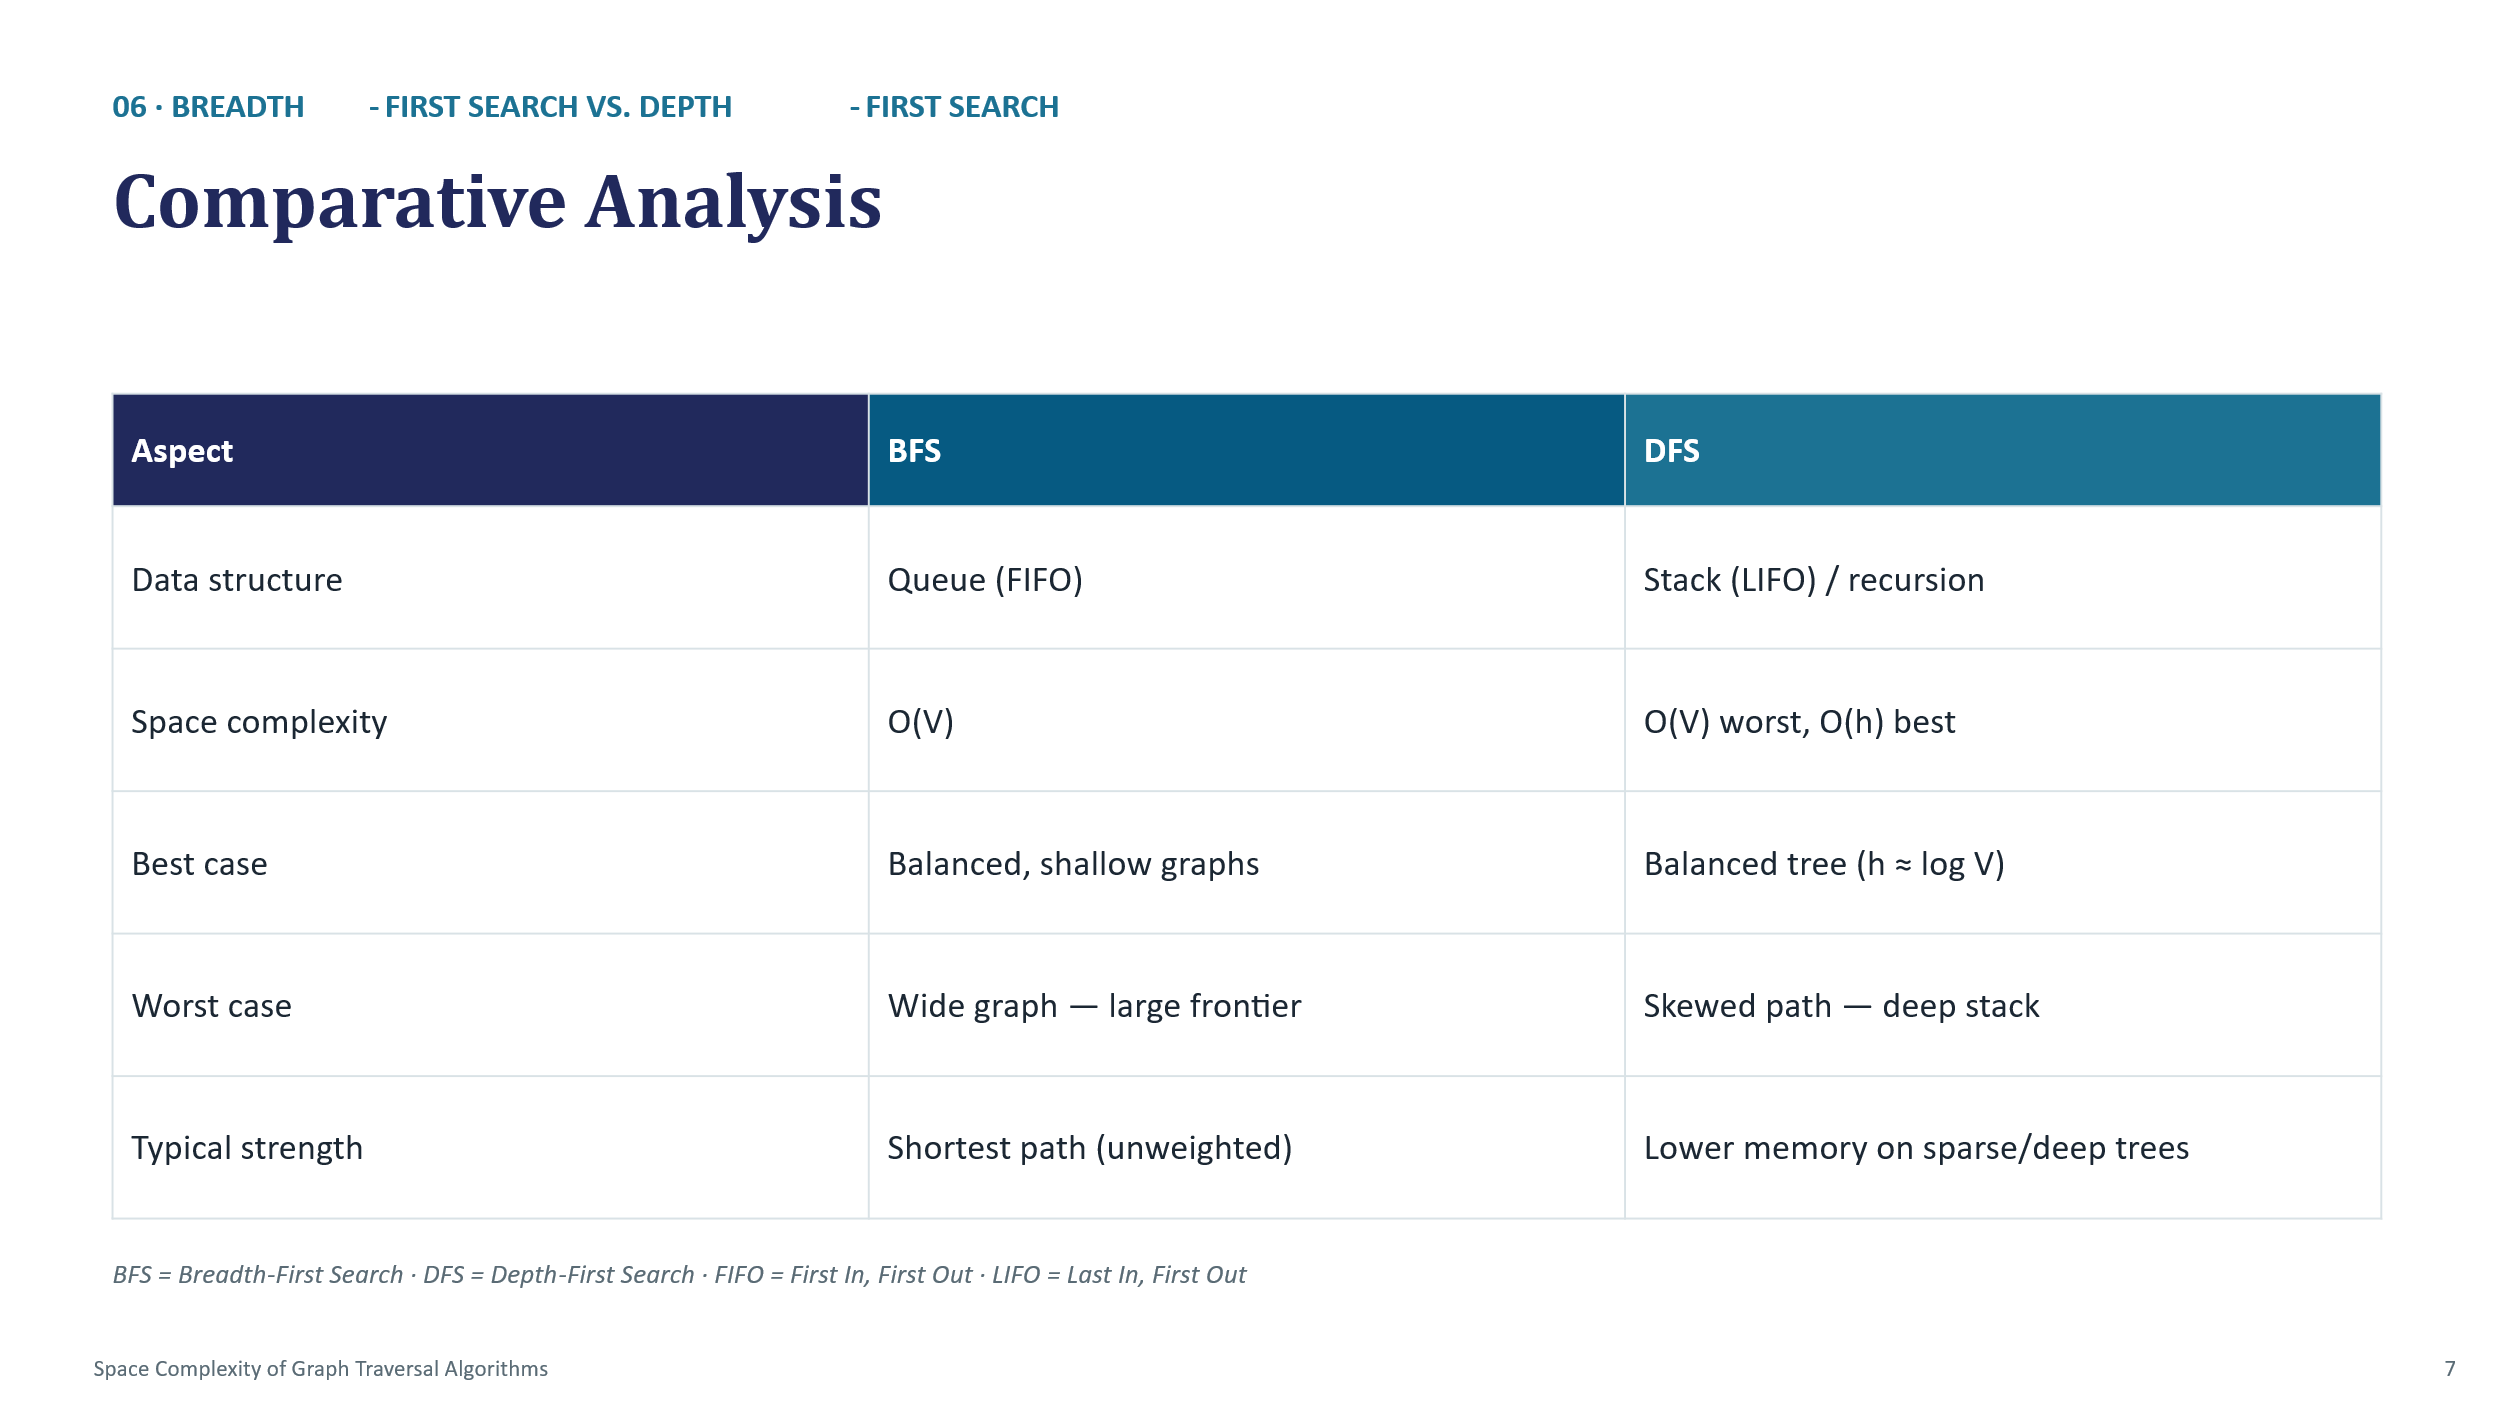 06 · BREADTH -FIRST SEARCH VS. DEPTH -FIRST SEARCH
Comparative Analysis
Aspect BFS DFS
Data structure Queue (FIFO) Stack (LIFO) / recursion
Space complexity O(V) O(V) worst, O(h) best
Best case Balanced, shallow graphs Balanced tree (h ≈ log V)
Worst case Wide graph — large frontier Skewed path — deep stack
Typical strength Shortest path (unweighted) Lower memory on sparse/deep trees
BFS = Breadth-First Search · DFS = Depth-First Search · FIFO = First In, First Out · LIFO = Last In, First Out
Space Complexity of Graph Traversal Algorithms 7